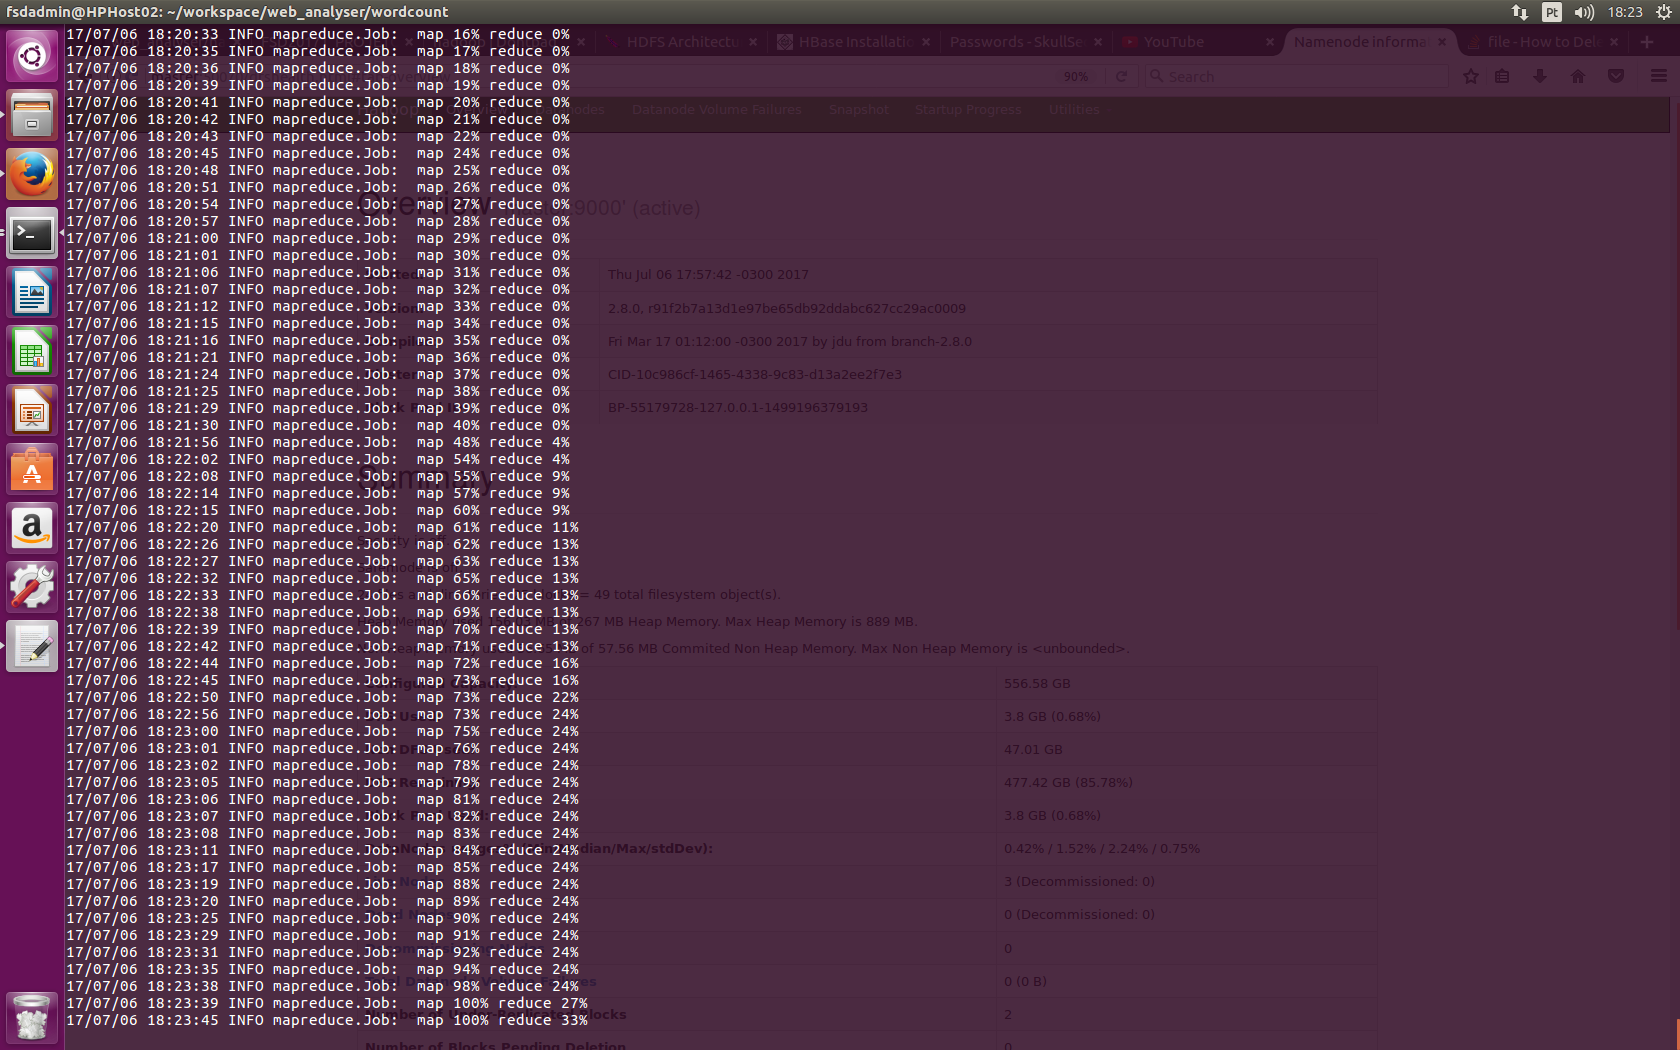 fsdadmin@HPHost02: ~/workspace/web_analyser/wordcount
Pt
18:23
HDFS Architect
HBase Installatio
Passwords - SkullSe
YouTube
Namenode informa
file - How to Del
90%
Search
Datanode Volume Failures
Snapshot
Startup Progress
Utilities
17/07/06 18:20:33 INFO mapreduce.Job:  map 16% reduce 0%
17/07/06 18:20:35 INFO mapreduce.Job:  map 17% reduce 0%
17/07/06 18:20:36 INFO mapreduce.Job:  map 18% reduce 0%
17/07/06 18:20:39 INFO mapreduce.Job:  map 19% reduce 0%
17/07/06 18:20:41 INFO mapreduce.Job:  map 20% reduce 0%
17/07/06 18:20:42 INFO mapreduce.Job:  map 21% reduce 0%
17/07/06 18:20:43 INFO mapreduce.Job:  map 22% reduce 0%
17/07/06 18:20:45 INFO mapreduce.Job:  map 24% reduce 0%
17/07/06 18:20:48 INFO mapreduce.Job:  map 25% reduce 0%
17/07/06 18:20:51 INFO mapreduce.Job:  map 26% reduce 0%
17/07/06 18:20:54 INFO mapreduce.Job:  map 27% reduce 0%
17/07/06 18:20:57 INFO mapreduce.Job:  map 28% reduce 0%
17/07/06 18:21:00 INFO mapreduce.Job:  map 29% reduce 0%
17/07/06 18:21:01 INFO mapreduce.Job:  map 30% reduce 0%
17/07/06 18:21:06 INFO mapreduce.Job:  map 31% reduce 0%
17/07/06 18:21:07 INFO mapreduce.Job:  map 32% reduce 0%
17/07/06 18:21:12 INFO mapreduce.Job:  map 33% reduce 0%
17/07/06 18:21:15 INFO mapreduce.Job:  map 34% reduce 0%
17/07/06 18:21:16 INFO mapreduce.Job:  map 35% reduce 0%
17/07/06 18:21:21 INFO mapreduce.Job:  map 36% reduce 0%
17/07/06 18:21:24 INFO mapreduce.Job:  map 37% reduce 0%
17/07/06 18:21:25 INFO mapreduce.Job:  map 38% reduce 0%
17/07/06 18:21:29 INFO mapreduce.Job:  map 39% reduce 0%
17/07/06 18:21:30 INFO mapreduce.Job:  map 40% reduce 0%
17/07/06 18:21:56 INFO mapreduce.Job:  map 48% reduce 4%
17/07/06 18:22:02 INFO mapreduce.Job:  map 54% reduce 4%
17/07/06 18:22:08 INFO mapreduce.Job:  map 55% reduce 9%
17/07/06 18:22:14 INFO mapreduce.Job:  map 57% reduce 9%
17/07/06 18:22:15 INFO mapreduce.Job:  map 60% reduce 9%
17/07/06 18:22:20 INFO mapreduce.Job:  map 61% reduce 11%
17/07/06 18:22:26 INFO mapreduce.Job:  map 62% reduce 13%
17/07/06 18:22:27 INFO mapreduce.Job:  map 63% reduce 13%
17/07/06 18:22:32 INFO mapreduce.Job:  map 65% reduce 13%
17/07/06 18:22:33 INFO mapreduce.Job:  map 66% reduce 13%
17/07/06 18:22:38 INFO mapreduce.Job:  map 69% reduce 13%
17/07/06 18:22:39 INFO mapreduce.Job:  map 70% reduce 13%
17/07/06 18:22:42 INFO mapreduce.Job:  map 71% reduce 13%
17/07/06 18:22:44 INFO mapreduce.Job:  map 72% reduce 16%
17/07/06 18:22:45 INFO mapreduce.Job:  map 73% reduce 16%
17/07/06 18:22:50 INFO mapreduce.Job:  map 73% reduce 22%
17/07/06 18:22:56 INFO mapreduce.Job:  map 73% reduce 24%
17/07/06 18:23:00 INFO mapreduce.Job:  map 75% reduce 24%
17/07/06 18:23:01 INFO mapreduce.Job:  map 76% reduce 24%
17/07/06 18:23:02 INFO mapreduce.Job:  map 78% reduce 24%
17/07/06 18:23:05 INFO mapreduce.Job:  map 79% reduce 24%
17/07/06 18:23:06 INFO mapreduce.Job:  map 81% reduce 24%
17/07/06 18:23:07 INFO mapreduce.Job:  map 82% reduce 24%
17/07/06 18:23:08 INFO mapreduce.Job:  map 83% reduce 24%
17/07/06 18:23:11 INFO mapreduce.Job:  map 84% reduce 24%
17/07/06 18:23:17 INFO mapreduce.Job:  map 85% reduce 24%
17/07/06 18:23:19 INFO mapreduce.Job:  map 88% reduce 24%
17/07/06 18:23:20 INFO mapreduce.Job:  map 89% reduce 24%
17/07/06 18:23:25 INFO mapreduce.Job:  map 90% reduce 24%
17/07/06 18:23:29 INFO mapreduce.Job:  map 91% reduce 24%
17/07/06 18:23:31 INFO mapreduce.Job:  map 92% reduce 24%
17/07/06 18:23:35 INFO mapreduce.Job:  map 94% reduce 24%
17/07/06 18:23:38 INFO mapreduce.Job:  map 98% reduce 24%
17/07/06 18:23:39 INFO mapreduce.Job:  map 100% reduce 27%
17/07/06 18:23:45 INFO mapreduce.Job:  map 100% reduce 33%
Overview 9000' (active)
Thu Jul 06 17:57:42 -0300 2017
2.8.0, r91f2b7a13d1e97be65db92ddabc627cc29ac0009
Fri Mar 17 01:12:00 -0300 2017 by jdu from branch-2.8.0
CID-10c986cf-1465-4338-9c83-d13a2ee2f7e3
BP-55179728-127.0.0.1-1499196379193
Summary
= 49 total filesystem object(s).
267 MB Heap Memory. Max Heap Memory is 889 MB.
of 57.56 MB Commited Non Heap Memory. Max Non Heap Memory is <unbounded>.
556.58 GB
3.8 GB (0.68%)
47.01 GB
477.42 GB (85.78%)
3.8 GB (0.68%)
0.42% / 1.52% / 2.24% / 0.75%
3 (Decommissioned: 0)
0 (Decommissioned: 0)
0
0 (0 B)
Number of Under-Replicated Blocks
2
Number of Blocks Pending Deletion
0